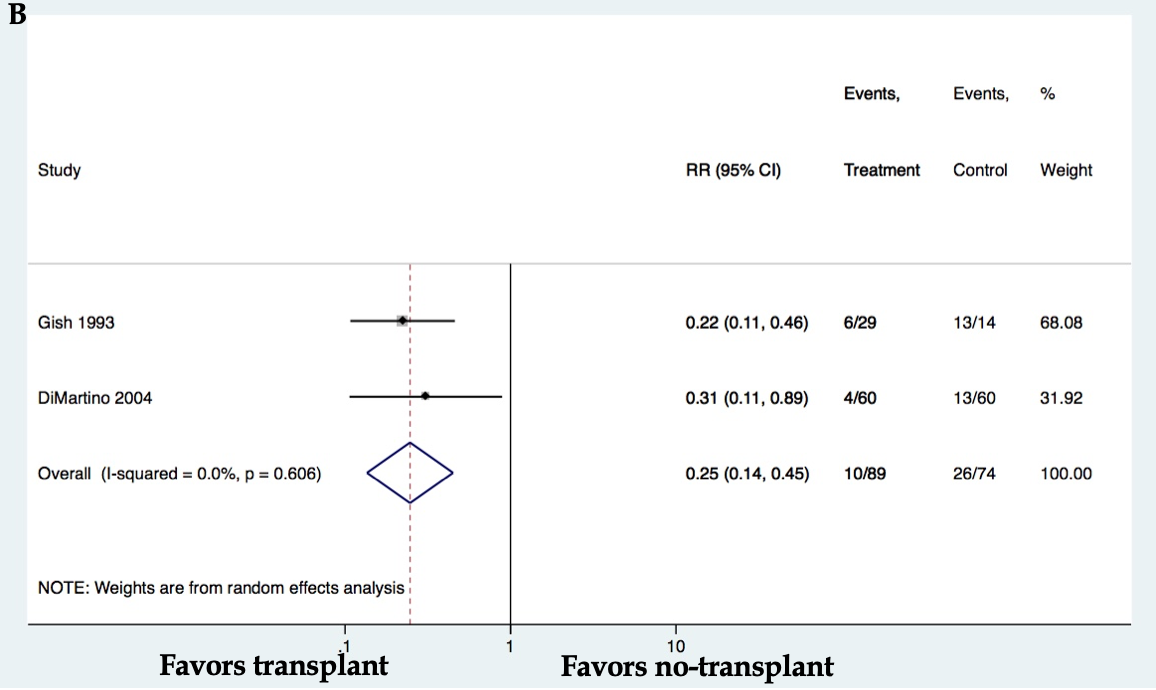 B
Events, Events, %
Study RR (95% CI) Treatment Control Weight
Gish 1993 0.22 (0.11, 0.46) 6/29 13/14 68.08
DiMartino 2004 0.31 (0.11, 0.89) 4/60 13/60 31.92
Overall (I-squared = 0.0%, p = 0.606) 0.25 (0.14, 0.45) 10/89 26/74 100.00
NOTE: Weights are from random effects analysis
.1 1 10
Favors transplant Favors no-transplant